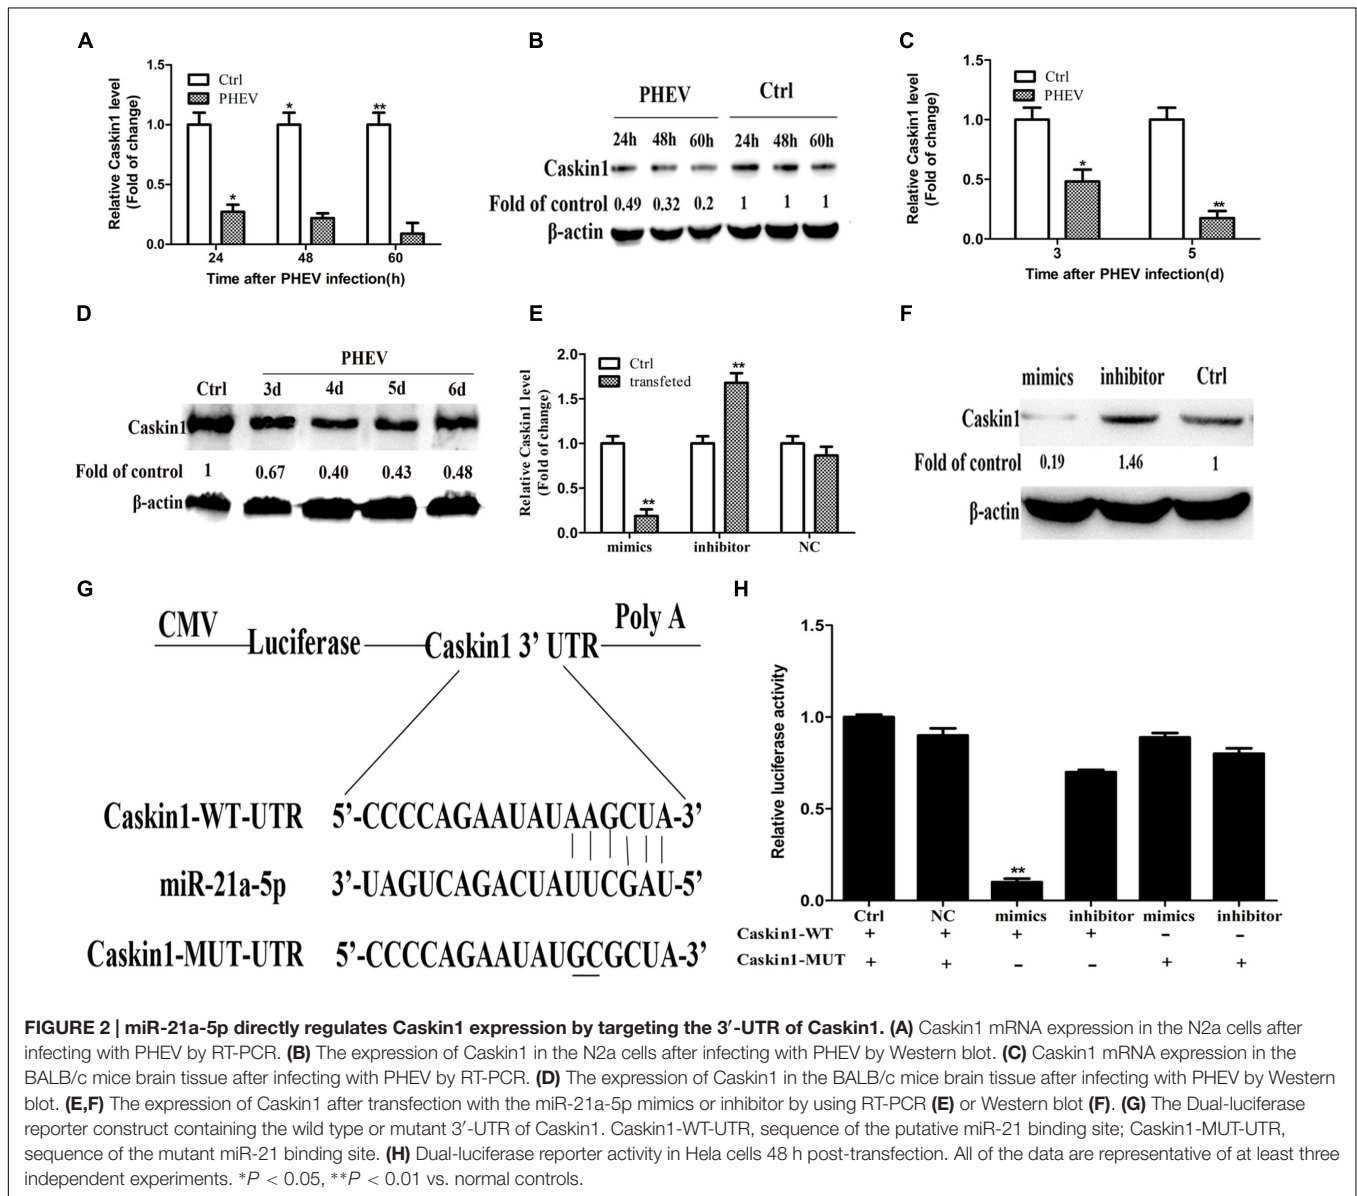 A
1.5
1.0
0.5
0.0
Relative Caskin1 level
(Fold of change)
Ctrl
PHEV
*
*
**
24
48
60
Time after PHEV infection(h)
B
PHEV
Ctrl
24h 48h 60h 24h 48h 60h
Caskin1
Fold of control 0.49 0.32 0.2 1 1 1
β-actin
C
1.5
1.0
0.5
0.0
Relative Caskin1 level
(Fold of change)
Ctrl
PHEV
*
**
3
5
Time after PHEV infection(d)
D
PHEV
Ctrl 3d 4d 5d 6d
Caskin1
Fold of control 1 0.67 0.40 0.43 0.48
β-actin
E
2.0
1.5
1.0
0.5
0.0
Relative Caskin1 level
(Fold of change)
Ctrl
transfeted
**
**
mimics inhibitor NC
F
mimics inhibitor Ctrl
Caskin1
Fold of control 0.19 1.46 1
β-actin
G
CMV
Luciferase
Caskin1 3’ UTR
Poly A
Caskin1-WT-UTR 5’-CCCCAGAAUAUAAGCUA-3’
miR-21a-5p 3’-UAGUCAGACUAUUCGAU-5’
Caskin1-MUT-UTR 5’-CCCCAGAAUAUGCGCUA-3’
H
1.5
1.0
0.5
0.0
Relative luciferase activity
**
Ctrl NC mimics inhibitor mimics inhibitor
Caskin1-WT + + + + – –
Caskin1-MUT + + – – + +
FIGURE 2 | miR-21a-5p directly regulates Caskin1 expression by targeting the 3′-UTR of Caskin1. (A) Caskin1 mRNA expression in the N2a cells after
infecting with PHEV by RT-PCR. (B) The expression of Caskin1 in the N2a cells after infecting with PHEV by Western blot. (C) Caskin1 mRNA expression in the
BALB/c mice brain tissue after infecting with PHEV by RT-PCR. (D) The expression of Caskin1 in the BALB/c mice brain tissue after infecting with PHEV by Western
blot. (E,F) The expression of Caskin1 after transfection with the miR-21a-5p mimics or inhibitor by using RT-PCR (E) or Western blot (F). (G) The Dual-luciferase
reporter construct containing the wild type or mutant 3′-UTR of Caskin1. Caskin1-WT-UTR, sequence of the putative miR-21 binding site; Caskin1-MUT-UTR,
sequence of the mutant miR-21 binding site. (H) Dual-luciferase reporter activity in Hela cells 48 h post-transfection. All of the data are representative of at least three
independent experiments. *P < 0.05, **P < 0.01 vs. normal controls.